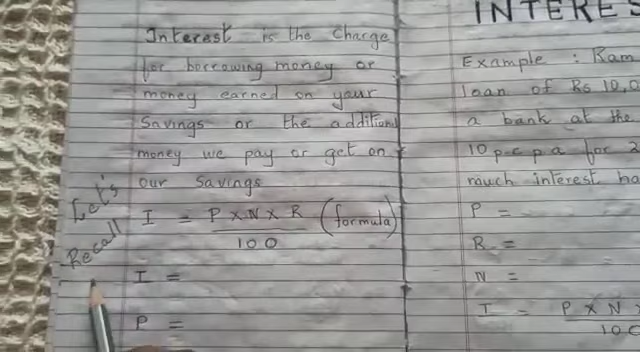 Interest is the Charge
for borrowing money or
money earned on your
Savings or the additional
money we pay or get on
our Savings
Let's
Recall
I = P X N X R (formula)
100
I =
P =
INTERES
Example : Ram
loan of Rs 10,0
a bank at the
10 p.c.p.a for 2
much interest ha
P =
R =
N =
I = P X N
100